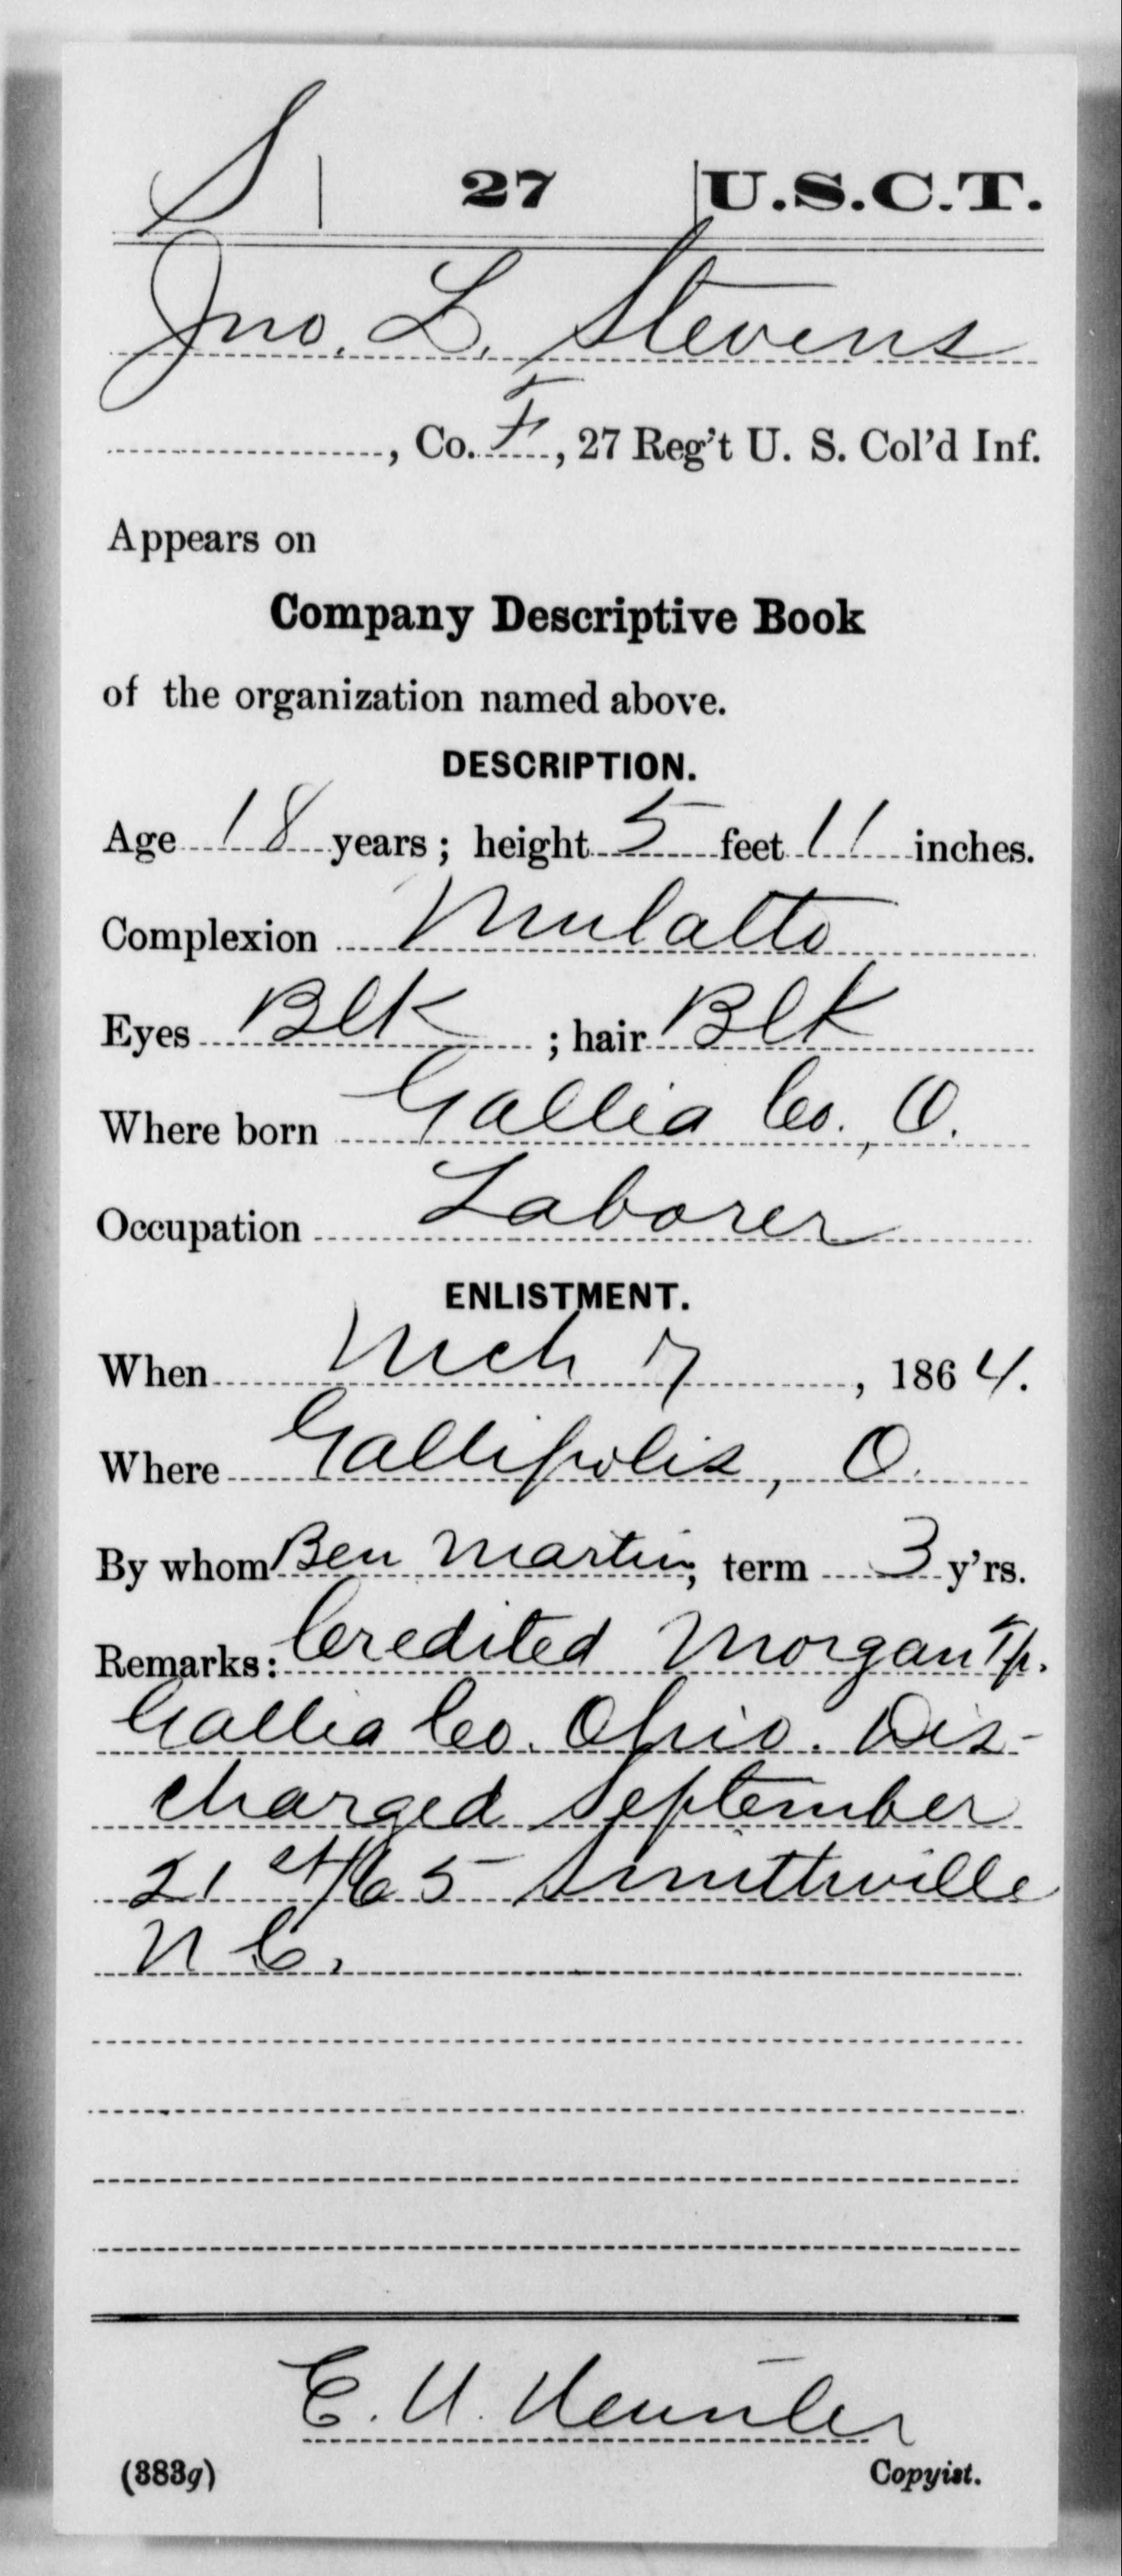 S | 27 | U.S.C.T.
Jno. L. Stevens
, Co. F, 27 Reg't U. S. Col'd Inf.
Appears on
Company Descriptive Book
of the organization named above.
DESCRIPTION.
Age 18 years; height 5 feet 11 inches.
Complexion Mulatto
Eyes Blk; hair Blk
Where born Gallia Co., O.
Occupation Laborer
ENLISTMENT.
When Mch 7, 1864.
Where Gallipolis, O.
By whom Ben Martin; term 3 y'rs.
Remarks: Credited Morgan Tp.
Gallia Co. Ohio. Dis-
charged September
21st/65 Smithville
N C.
E. U.
(383g) Copyist.